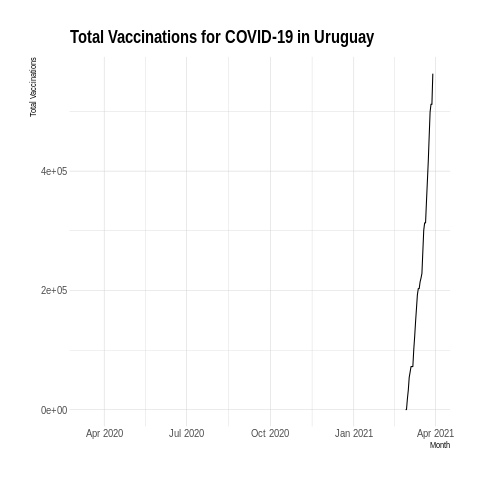 Total Vaccinations for COVID-19 in Uruguay
Total Vaccinations
4e+05
2e+05
0e+00
Apr 2020 Jul 2020 Oct 2020 Jan 2021 Apr 2021
Month